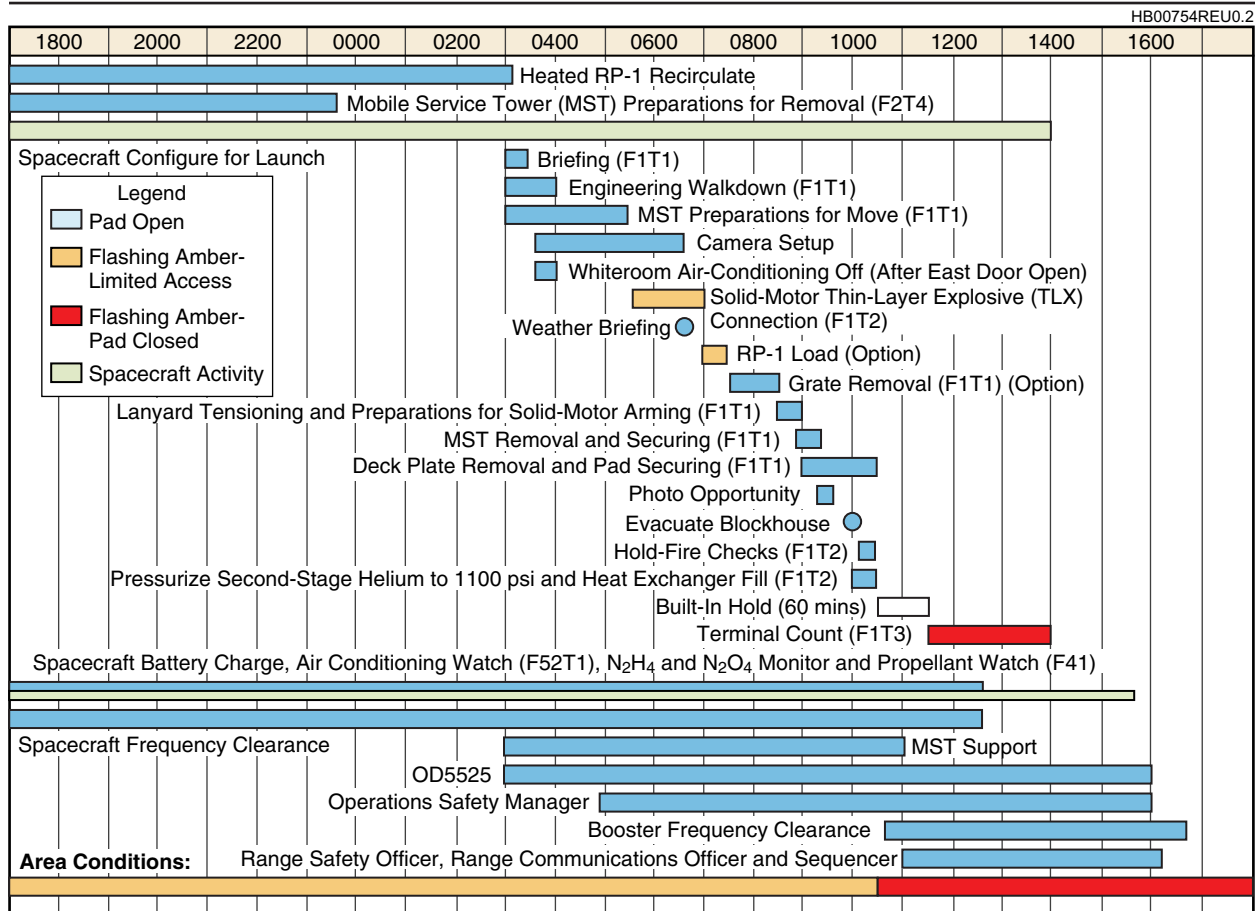 HB00754REU0.2
1800 2000 2200 0000 0200 0400 0600 0800 1000 1200 1400 1600
Heated RP-1 Recirculate
Mobile Service Tower (MST) Preparations for Removal (F2T4)
Spacecraft Configure for Launch
Briefing (F1T1)
Legend
Pad Open
Flashing Amber-
Limited Access
Flashing Amber-
Pad Closed
Spacecraft Activity
Engineering Walkdown (F1T1)
MST Preparations for Move (F1T1)
Camera Setup
Whiteroom Air-Conditioning Off (After East Door Open)
Solid-Motor Thin-Layer Explosive (TLX)
Connection (F1T2)
Weather Briefing
RP-1 Load (Option)
Grate Removal (F1T1) (Option)
Lanyard Tensioning and Preparations for Solid-Motor Arming (F1T1)
MST Removal and Securing (F1T1)
Deck Plate Removal and Pad Securing (F1T1)
Photo Opportunity
Evacuate Blockhouse
Hold-Fire Checks (F1T2)
Pressurize Second-Stage Helium to 1100 psi and Heat Exchanger Fill (F1T2)
Built-In Hold (60 mins)
Terminal Count (F1T3)
Spacecraft Battery Charge, Air Conditioning Watch (F52T1), N₂H₄ and N₂O₄ Monitor and Propellant Watch (F41)
Spacecraft Frequency Clearance
MST Support
OD5525
Operations Safety Manager
Booster Frequency Clearance
Area Conditions:
Range Safety Officer, Range Communications Officer and Sequencer